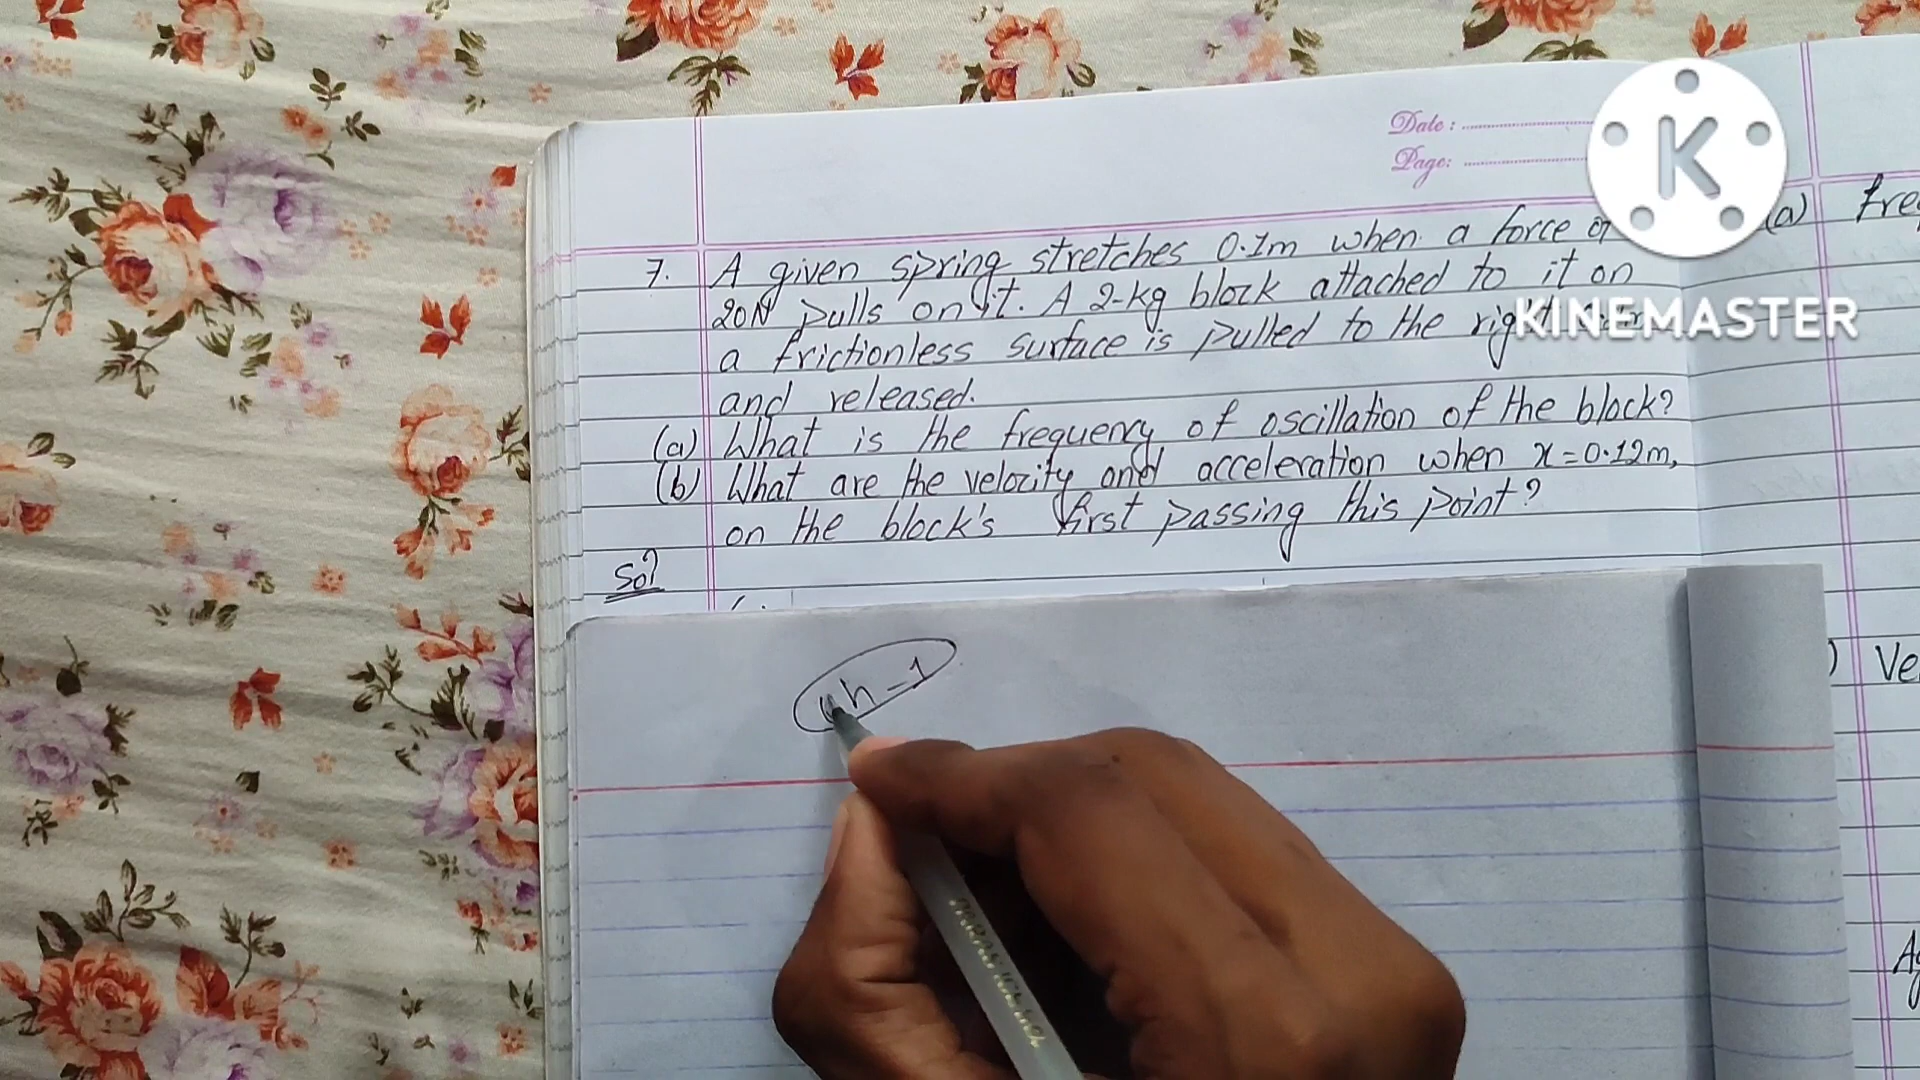 Date :
Page:
K
KINEMASTER
7. A given spring stretches 0.1m when a force of
20N pulls on it. A 2-kg block attached to it on
a frictionless surface is pulled to the right
and released.
(a) What is the frequency of oscillation of the block?
(b) What are the velocity and acceleration when x=0.12m,
on the block's first passing this point?
Sol
(a) Fre
) Ve
Ag
h-1